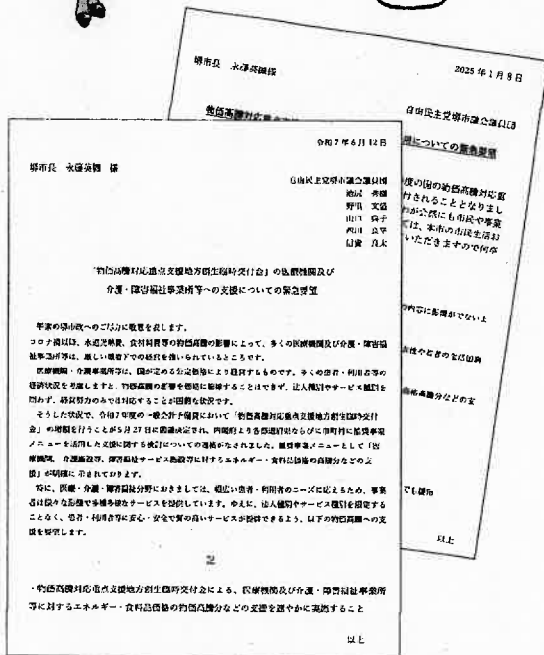 堺市長　永藤英機様
2025年1月8日
自由民主党堺市議会議員団
についての緊急要望
令和7年6月12日
堺市長　永藤英機　様
自由民主党堺市議会議員団
「物価高騰対応重点支援地方創生臨時交付金」の医療機関及び
介護・障害福祉事業所等への支援についての緊急要望
年来の堺市政へのご尽力に敬意を表します。
コロナ禍以降、水道光熱費、食材料費等の物価高騰の影響によって、多くの医療機関及び介護・障害福
祉事業所等は、厳しい環境下での経営を強いられているところです。
医療機関・介護事業所等は、国が定める公定価格により経営するものです。多くの患者・利用者等の
経済状況を考慮しますと、物価高騰の影響を価格に転嫁することはできず、法人種別やサービス種別を
問わず、経営努力のみでは対応することが困難な状況です。
そうした状況で、令和7年度の一般会計予備費において「物価高騰対応重点支援地方創生臨時交付
金」の増額を行うことが5月27日に閣議決定され、内閣府より各都道府県ならびに市町村に推奨事業
メニューを活用した支援に関する検討についての連絡がなされました。推奨事業メニューとして「医
療機関、介護施設等、障害福祉サービス施設等に対するエネルギー・食料品価格の高騰分などの支
援」が明確に示されております。
特に、医療・介護・障害福祉分野におきましては、幅広い患者・利用者のニーズに応えるため、事業
者は様々な形態で多種多様なサービスを提供しています。ゆえに、法人種別やサービス種別を限定する
ことなく、患者・利用者等に安心・安全で質の高いサービスが提供できるよう、以下の物価高騰への支
援を要望します。
記
・物価高騰対応重点支援地方創生臨時交付金による、医療機関及び介護・障害福祉事業所
等に対するエネルギー・食料品価格の物価高騰分などの支援を速やかに実施すること
以上
以上